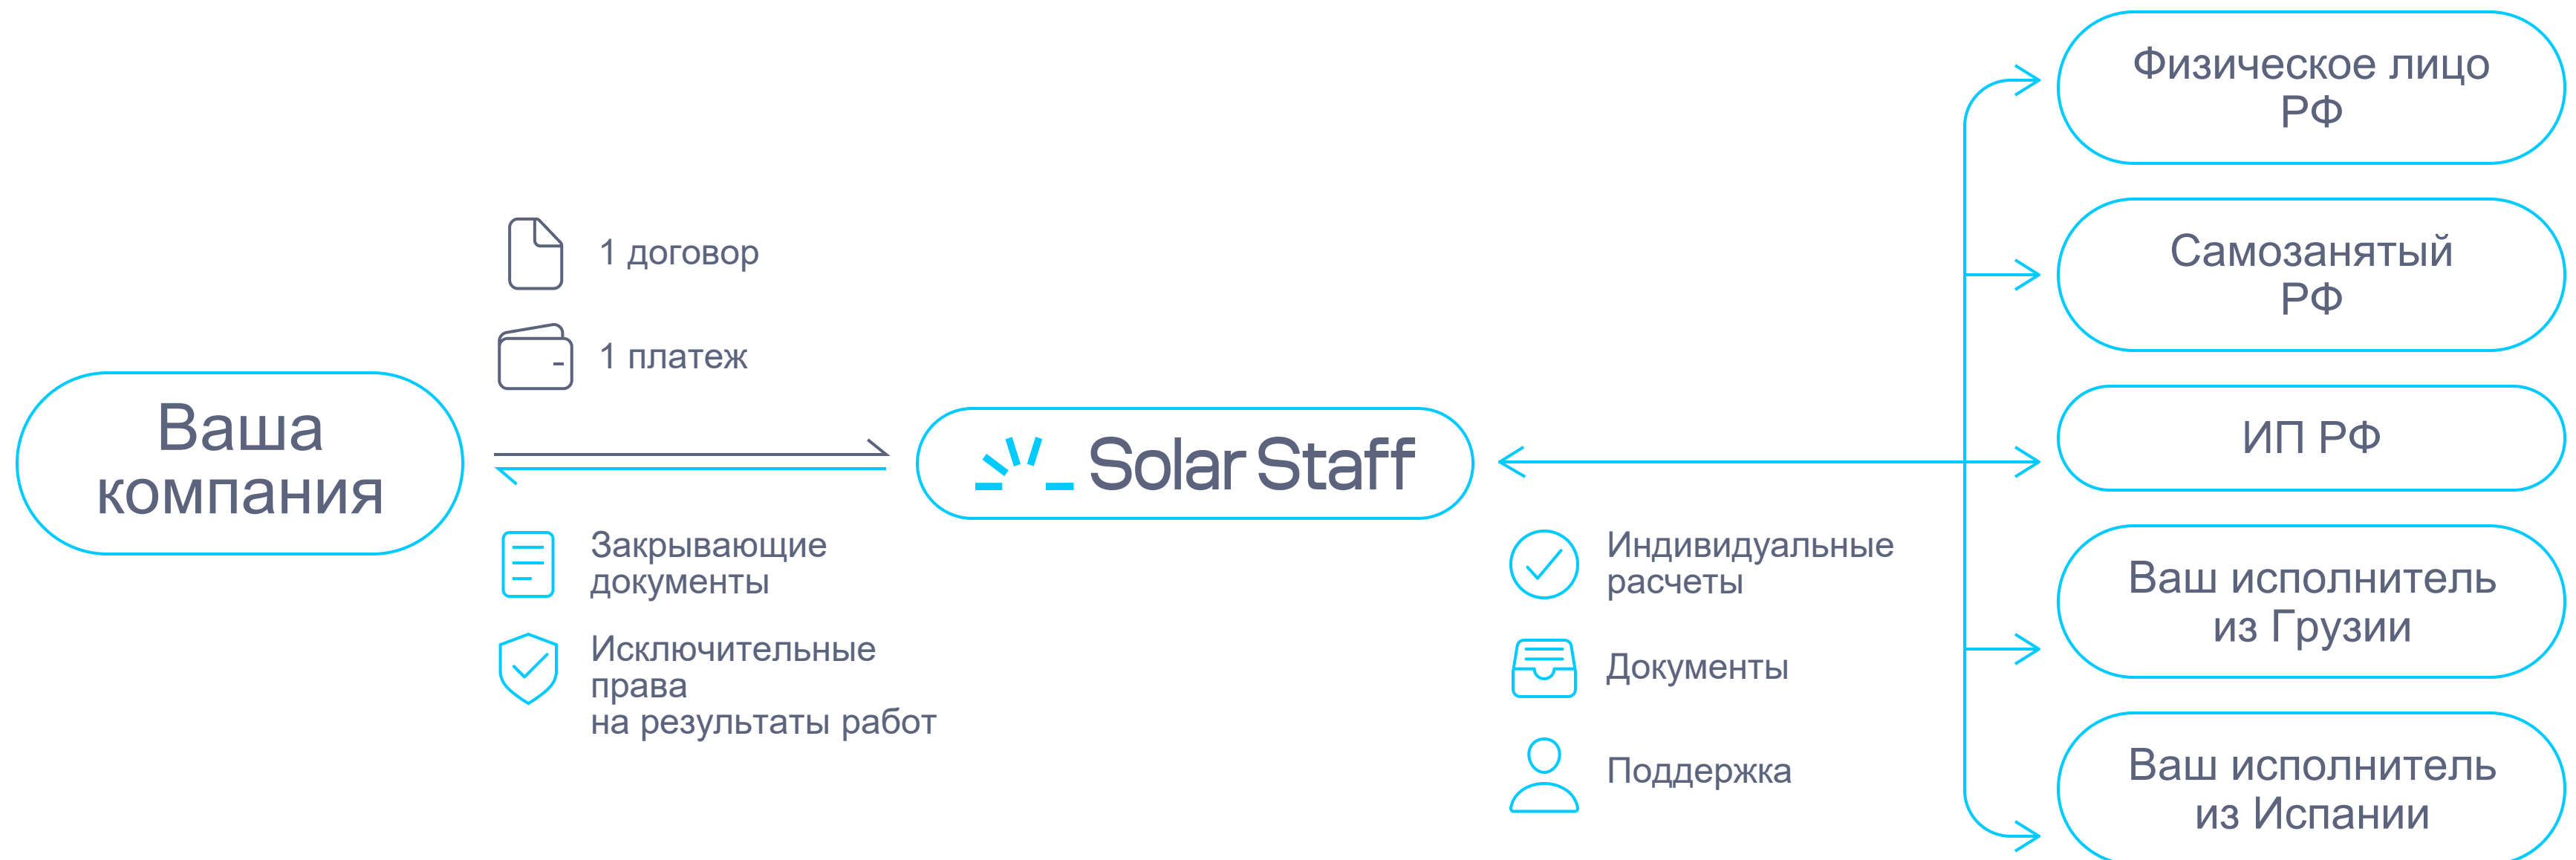 Ваша
компания
1 договор
1 платеж
Закрывающие
документы
Исключительные
права
на результаты работ
Solar Staff
Индивидуальные
расчеты
Документы
Поддержка
Физическое лицо
РФ
Самозанятый
РФ
ИП РФ
Ваш исполнитель
из Грузии
Ваш исполнитель
из Испании